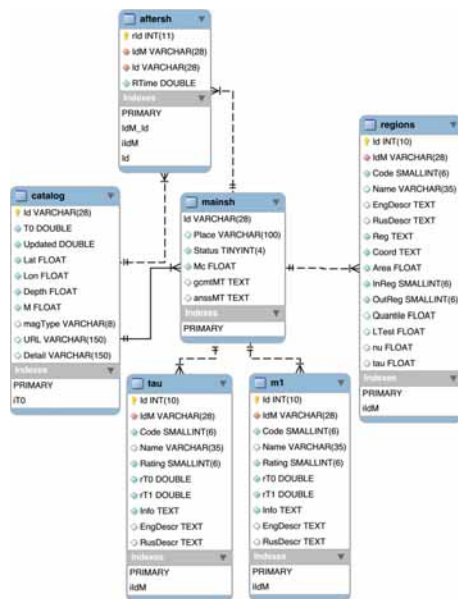 aftersh
rId INT(11)
IdM VARCHAR(28)
Id VARCHAR(28)
RTime DOUBLE
Indexes
PRIMARY
IdM_Id
iIdM
Id
catalog
Id VARCHAR(28)
T0 DOUBLE
Updated DOUBLE
Lat FLOAT
Lon FLOAT
Depth FLOAT
M FLOAT
magType VARCHAR(8)
URL VARCHAR(150)
Detail VARCHAR(150)
Indexes
PRIMARY
iT0
mainsh
Id VARCHAR(28)
Place VARCHAR(100)
Status TINYINT(4)
Mc FLOAT
gcmtMT TEXT
anssMT TEXT
Indexes
PRIMARY
regions
Id INT(10)
IdM VARCHAR(28)
Code SMALLINT(6)
Name VARCHAR(35)
EngDescr TEXT
RusDescr TEXT
Reg TEXT
Coord TEXT
Area FLOAT
InReg SMALLINT(6)
OutReg SMALLINT(6)
Quantile FLOAT
LTest FLOAT
nu FLOAT
tau FLOAT
Indexes
PRIMARY
iIdM
tau
Id INT(10)
IdM VARCHAR(28)
Code SMALLINT(6)
Name VARCHAR(35)
Rating SMALLINT(6)
rT0 DOUBLE
rT1 DOUBLE
Info TEXT
EngDescr TEXT
RusDescr TEXT
Indexes
PRIMARY
iIdM
m1
Id INT(10)
IdM VARCHAR(28)
Code SMALLINT(6)
Name VARCHAR(35)
Rating SMALLINT(6)
rT0 DOUBLE
rT1 DOUBLE
Info TEXT
EngDescr TEXT
RusDescr TEXT
Indexes
PRIMARY
iIdM